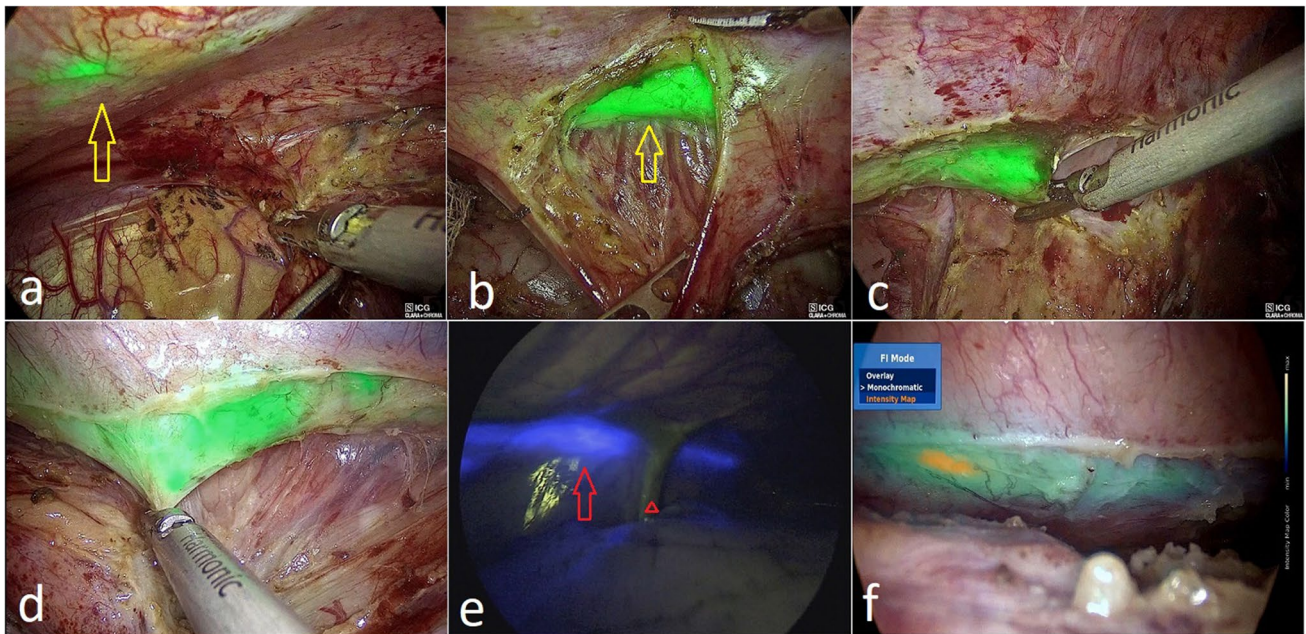 a
S ICG
CLARA+CHROMA
Harmonic
b
S ICG
CLARA+CHROMA
Harmonic
c
S ICG
CLARA+CHROMA
Harmonic
d
e
FI Mode
Overlay
> Monochromatic
Intensity Map
max
min
Intensity Map Color
f